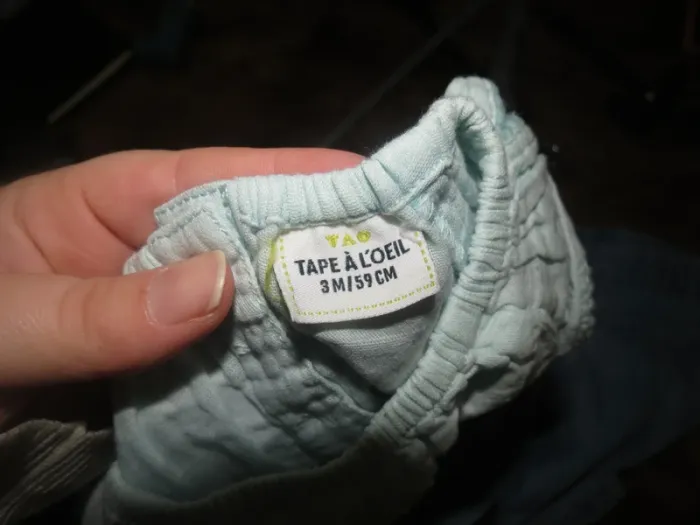 TAO
TAPE À L'OEIL
3M/59CM